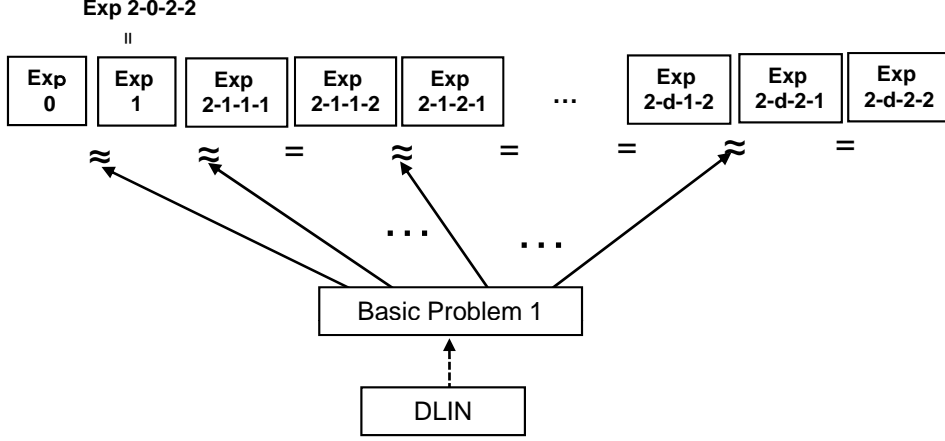 Exp 2-0-2-2
=
Exp 0
Exp 1
Exp 2-1-1-1
Exp 2-1-1-2
Exp 2-1-2-1
...
Exp 2-d-1-2
Exp 2-d-2-1
Exp 2-d-2-2
≈ ≈ = ≈ = = ≈ =
... ...
Basic Problem 1
DLIN